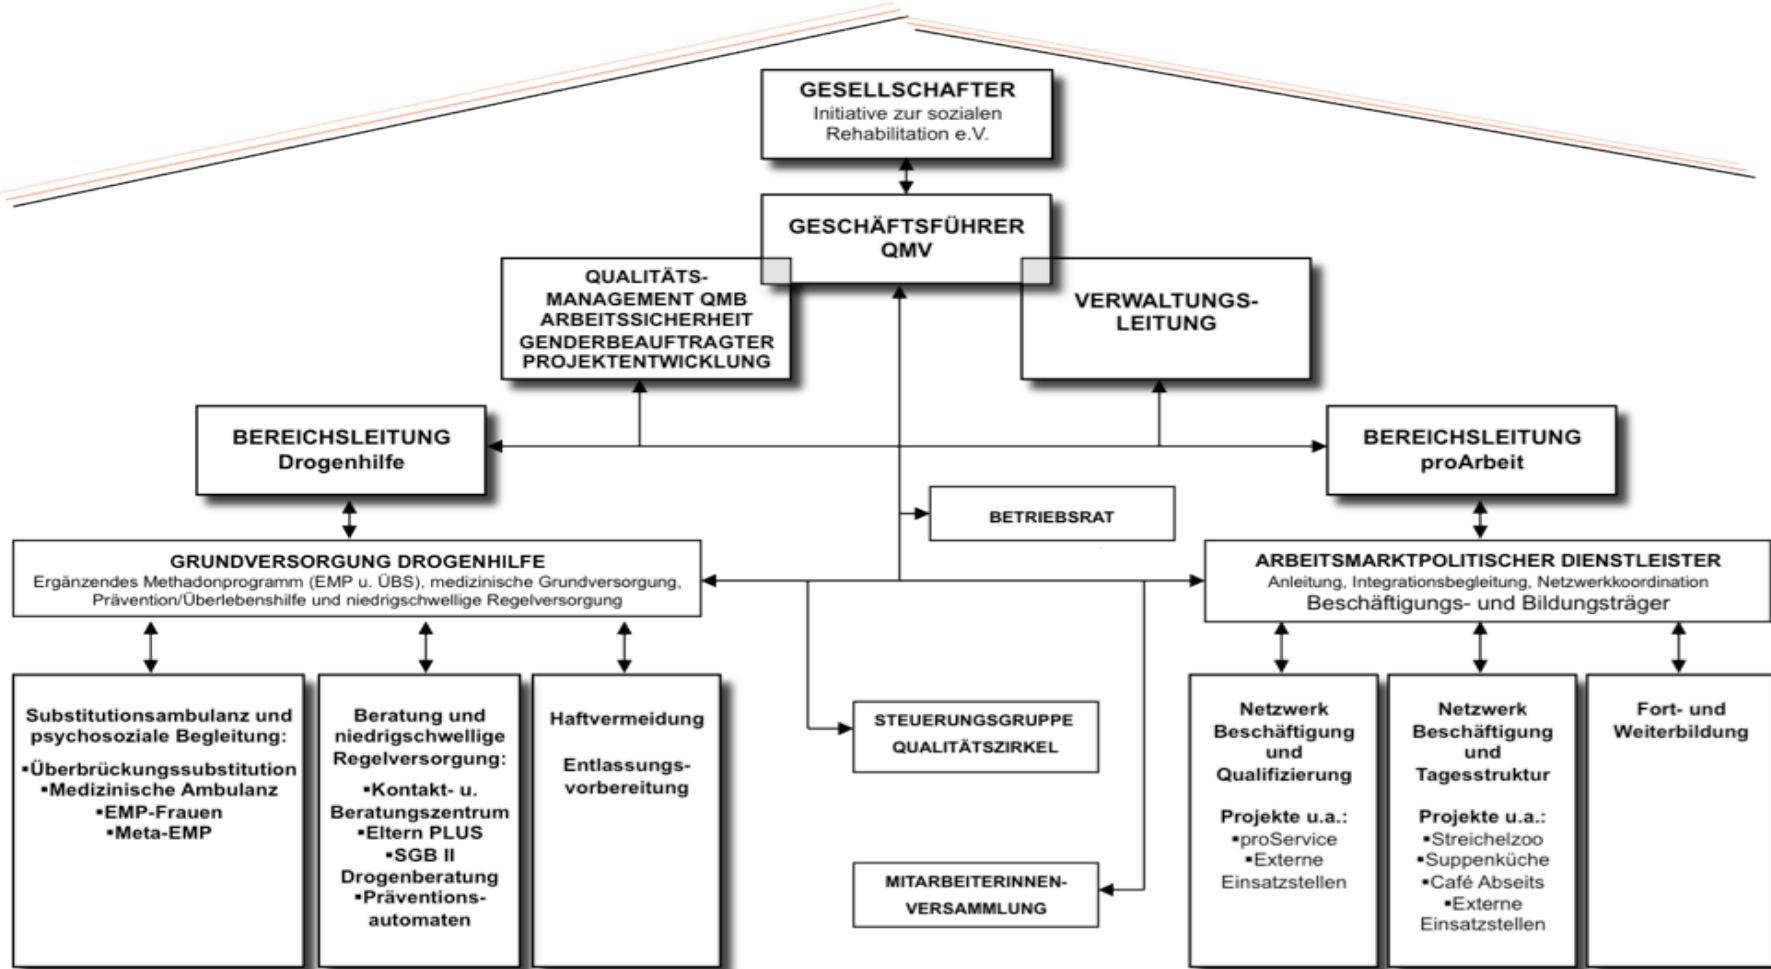 GESELLSCHAFTER
Initiative zur sozialen
Rehabilitation e.V.
GESCHÄFTSFÜHRER
QMV
QUALITÄTS-
MANAGEMENT QMB
ARBEITSSICHERHEIT
GENDERBEAUFTRAGTER
PROJEKTENTWICKLUNG
VERWALTUNGS-
LEITUNG
BEREICHSLEITUNG
Drogenhilfe
BEREICHSLEITUNG
proArbeit
BETRIEBSRAT
GRUNDVERSORGUNG DROGENHILFE
Ergänzendes Methadonprogramm (EMP u. ÜBS), medizinische Grundversorgung,
Prävention/Überlebenshilfe und niedrigschwellige Regelversorgung
ARBEITSMARKTPOLITISCHER DIENSTLEISTER
Anleitung, Integrationsbegleitung, Netzwerkkoordination
Beschäftigungs- und Bildungsträger
Substitutionsambulanz und
psychosoziale Begleitung:
▪Überbrückungssubstitution
▪Medizinische Ambulanz
▪EMP-Frauen
▪Meta-EMP
Beratung und
niedrigschwellige
Regelversorgung:
▪Kontakt- u.
Beratungszentrum
▪Eltern PLUS
▪SGB II
Drogenberatung
▪Präventions-
automaten
Haftvermeidung
Entlassungs-
vorbereitung
STEUERUNGSGRUPPE
QUALITÄTSZIRKEL
MITARBEITERINNEN-
VERSAMMLUNG
Netzwerk
Beschäftigung
und
Qualifizierung
Projekte u.a.:
▪proService
▪Externe
Einsatzstellen
Netzwerk
Beschäftigung
und
Tagesstruktur
Projekte u.a.:
▪Streichelzoo
▪Suppenküche
▪Café Abseits
▪Externe
Einsatzstellen
Fort- und
Weiterbildung